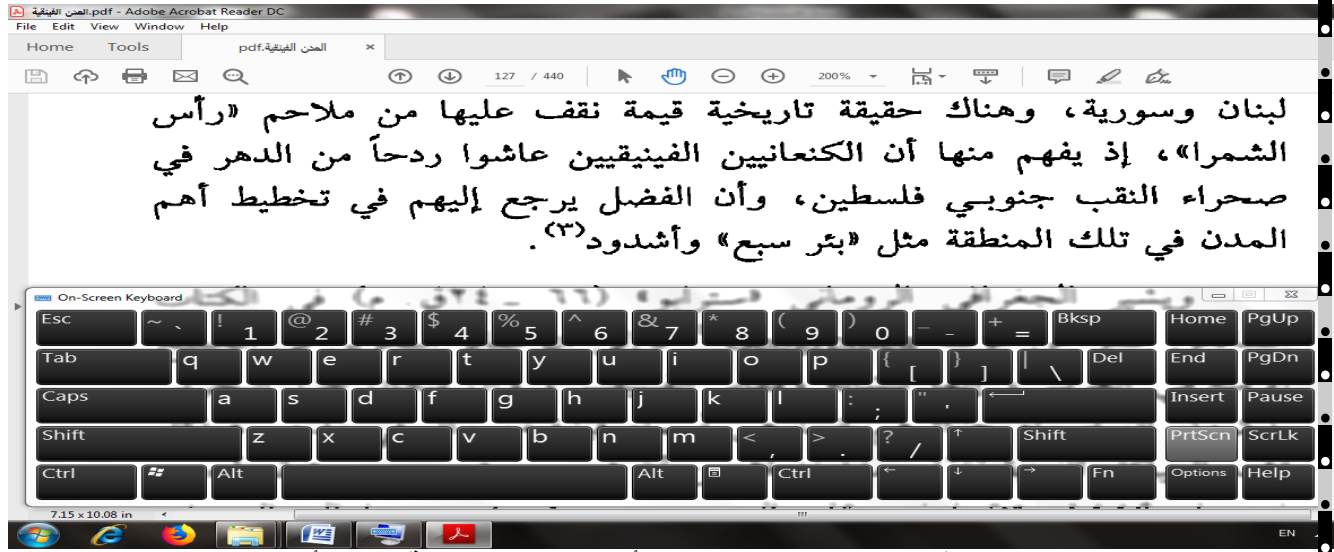 المدن الفينقية.pdf - Adobe Acrobat Reader DC
File Edit View Window Help
Home Tools المدن الفينقية.pdf ×
127 / 440 200%
لبنان وسورية، وهناك حقيقة تاريخية قيمة نقف عليها من ملاحم «رأس
الشمرا»، إذ يفهم منها أن الكنعانيين الفينيقيين عاشوا ردحاً من الدهر في
صحراء النقب جنوبي فلسطين، وأن الفضل يرجع إليهم في تخطيط أهم
المدن في تلك المنطقة مثل «بئر سبع» وأشدود(٣).
On-Screen Keyboard
Esc ~ ` ! 1 @ 2 # 3 $ 4 % 5 ^ 6 & 7 * 8 ( 9 ) 0 _ - + = Bksp Home PgUp
Tab q w e r t y u i o p { [ } ] | \ Del End PgDn
Caps a s d f g h j k l : ; " ' Insert Pause
Shift z x c v b n m < , > . ? / ↑ Shift PrtScn ScrLk
Ctrl Alt Alt Ctrl ← ↓ → Fn Options Help
7.15 x 10.08 in
EN